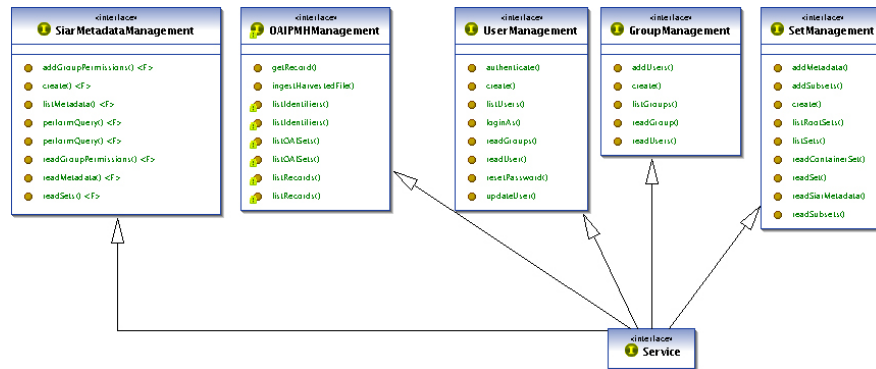 «interface»
SiarMetadataManagement
addGroupPermissions() <F>
create() <F>
listMetadata() <F>
performQuery() <F>
performQuery() <F>
readGroupPermissions() <F>
readMetadata() <F>
readSets() <F>
«interface»
OAIPMHManagement
getRecord()
ingestHarvestedFile()
listIdentifiers()
listIdentifiers()
listOAISets()
listOAISets()
listRecords()
listRecords()
«interface»
UserManagement
authenticate()
create()
listUsers()
loginAs()
readGroups()
readUser()
resetPassword()
updateUser()
«interface»
GroupManagement
addUsers()
create()
listGroups()
readGroup()
readUsers()
«interface»
SetManagement
addMetadata()
addSubsets()
create()
listRootSets()
listSets()
readContainerSet()
readSet()
readSiarMetadata()
readSubsets()
«interface»
Service